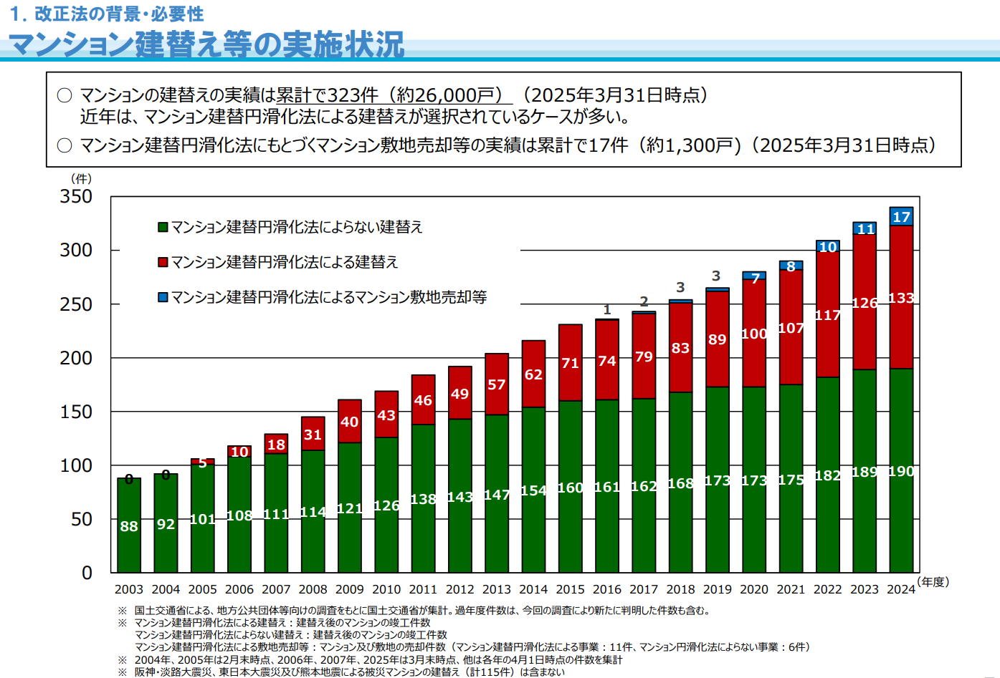 1. 改正法の背景・必要性
マンション建替え等の実施状況
○ マンションの建替えの実績は累計で323件（約26,000戸）（2025年3月31日時点）
近年は、マンション建替円滑化法による建替えが選択されているケースが多い。
○ マンション建替円滑化法にもとづくマンション敷地売却等の実績は累計で17件（約1,300戸）（2025年3月31日時点）
（件）
350
300
250
200
150
100
50
0
マンション建替円滑化法によらない建替え
マンション建替円滑化法による建替え
マンション建替円滑化法によるマンション敷地売却等
1 2 3 3 7 8 10 11 17
0 0 5 10 18 31 40 43 46 49 57 62 71 74 79 83 89 100 107 117 126 133
88 92 101 108 111 114 121 126 138 143 147 154 160 161 162 168 173 173 175 182 189 190
2003 2004 2005 2006 2007 2008 2009 2010 2011 2012 2013 2014 2015 2016 2017 2018 2019 2020 2021 2022 2023 2024
（年度）
※ 国土交通省による、地方公共団体等向けの調査をもとに国土交通省が集計。過年度件数は、今回の調査により新たに判明した件数も含む。
※ マンション建替円滑化法による建替え：建替え後のマンションの竣工件数
マンション建替円滑化法によらない建替え：建替え後のマンションの竣工件数
マンション建替円滑化法による敷地売却等：マンション及び敷地の売却件数（マンション建替円滑化法による事業：11件、マンション円滑化法によらない事業：6件）
※ 2004年、2005年は2月末時点、2006年、2007年、2025年は3月末時点、他は各年の4月1日時点の件数を集計
※ 阪神・淡路大震災、東日本大震災及び熊本地震による被災マンションの建替え（計115件）は含まない